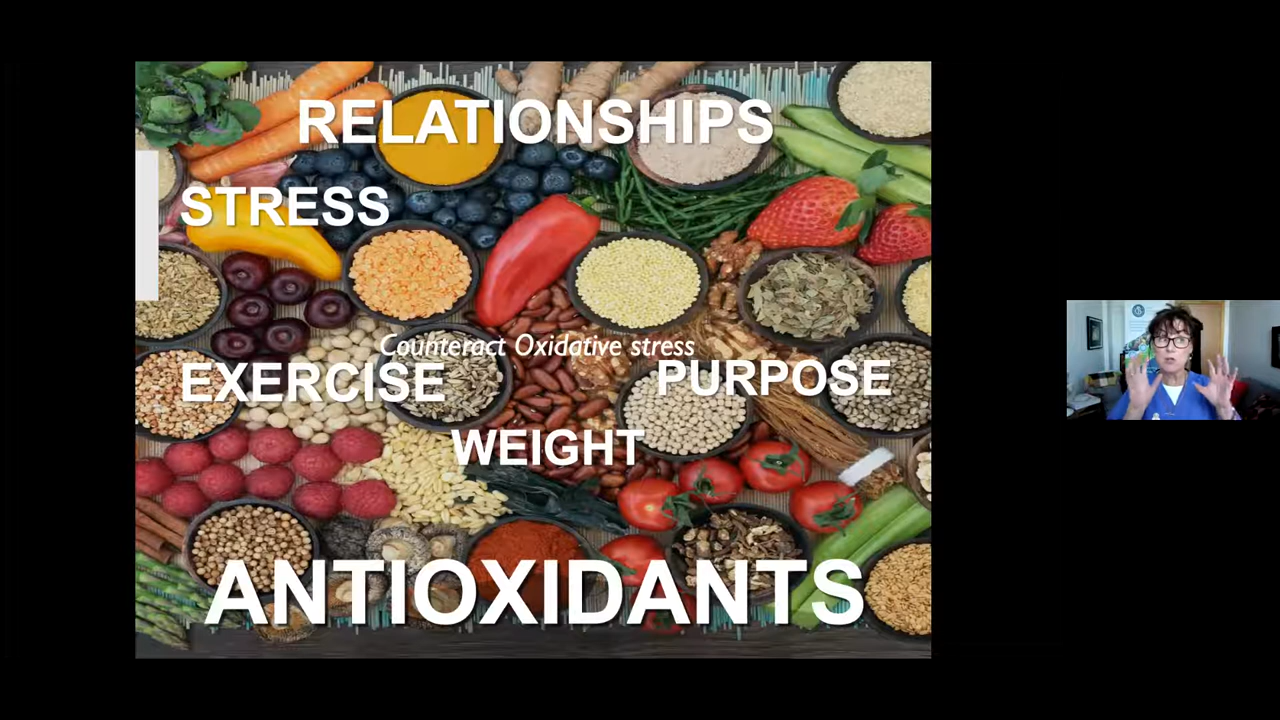 RELATIONSHIPS
STRESS
Counteract Oxidative stress
EXERCISE
PURPOSE
WEIGHT
ANTIOXIDANTS